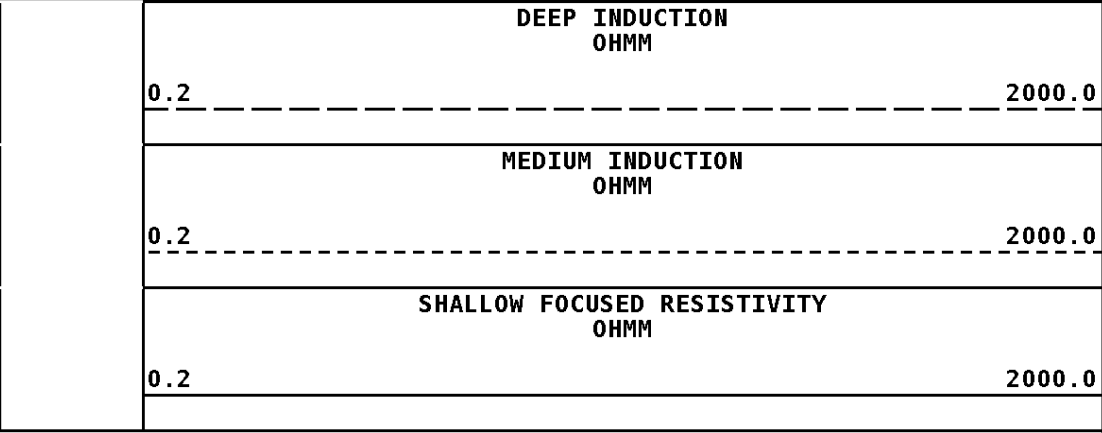 DEEP INDUCTION
OHMM
0.2 2000.0
MEDIUM INDUCTION
OHMM
0.2 2000.0
SHALLOW FOCUSED RESISTIVITY
OHMM
0.2 2000.0